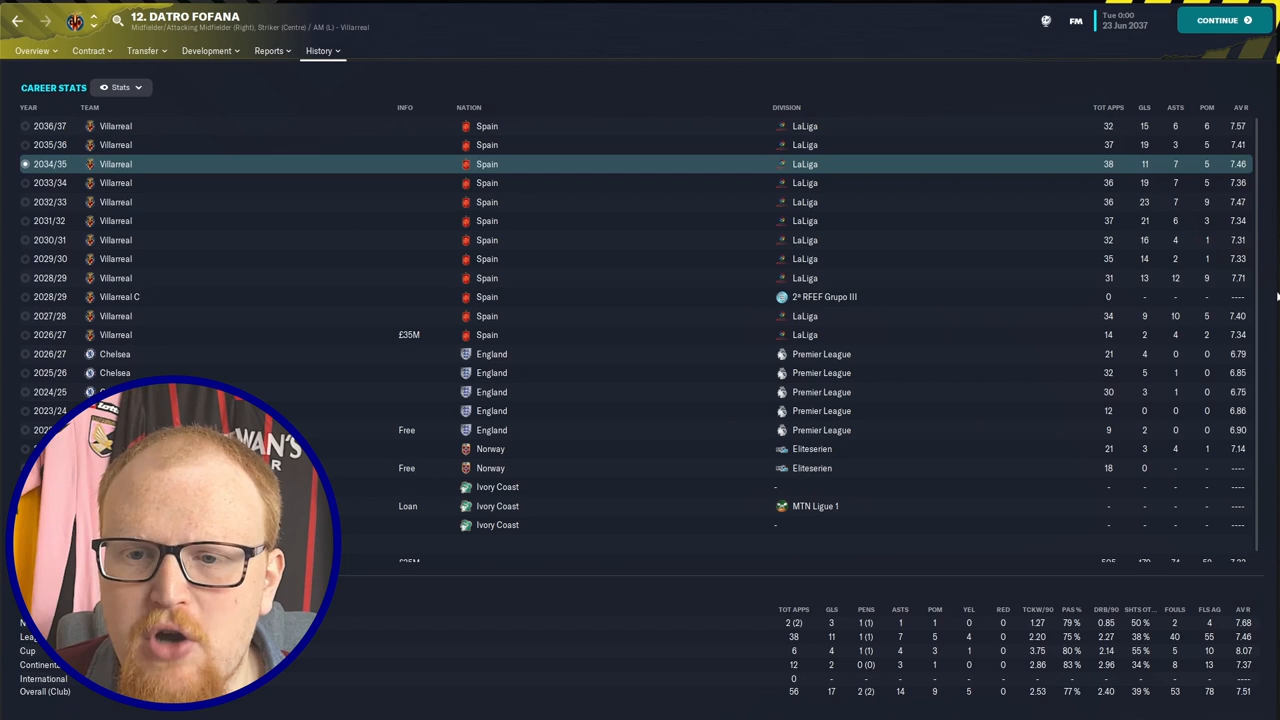 12. DATRO FOFANA
Midfielder/Attacking Midfielder (Right), Striker (Centre) / AM (L) - Villarreal
FM
Tue 0:00
23 Jun 2037
CONTINUE
Overview
Contract
Transfer
Development
Reports
History
CAREER STATS
Stats
YEAR TEAM INFO NATION DIVISION TOT APPS GLS ASTS POM AV R
2036/37 Villarreal Spain LaLiga 32 15 6 6 7.57
2035/36 Villarreal Spain LaLiga 37 19 3 5 7.41
2034/35 Villarreal Spain LaLiga 38 11 7 5 7.46
2033/34 Villarreal Spain LaLiga 36 19 7 5 7.36
2032/33 Villarreal Spain LaLiga 36 23 7 9 7.47
2031/32 Villarreal Spain LaLiga 37 21 6 3 7.34
2030/31 Villarreal Spain LaLiga 32 16 4 1 7.31
2029/30 Villarreal Spain LaLiga 35 14 2 1 7.33
2028/29 Villarreal Spain LaLiga 31 13 12 9 7.71
2028/29 Villarreal C Spain 2ª RFEF Grupo III 0 - - - ----
2027/28 Villarreal Spain LaLiga 34 9 10 5 7.40
2026/27 Villarreal £35M Spain LaLiga 14 2 4 2 7.34
2026/27 Chelsea England Premier League 21 4 0 0 6.79
2025/26 Chelsea England Premier League 32 5 1 0 6.85
2024/25 England Premier League 30 3 1 0 6.75
2023/24 England Premier League 12 0 0 0 6.86
Free England Premier League 9 2 0 0 6.90
Norway Eliteserien 21 3 4 1 7.14
Free Norway Eliteserien 18 0 - - ----
Ivory Coast - - - - - ----
Loan Ivory Coast MTN Ligue 1 - - - - ----
Ivory Coast - - - - - ----
TOT APPS GLS PENS ASTS POM YEL RED TCKW/90 PAS % DRB/90 SHTS OT... FOULS FLS AG AV R
2 (2) 3 1 (1) 1 1 0 0 1.27 79 % 0.85 50 % 2 4 7.68
38 11 1 (1) 7 5 4 0 2.20 75 % 2.27 38 % 40 55 7.46
Cup 6 4 1 (1) 4 3 1 0 3.75 80 % 2.14 55 % 5 10 8.07
12 2 0 (0) 3 1 0 0 2.86 83 % 2.96 34 % 8 13 7.37
International 0 - - - - - - - - - - - - ----
Overall (Club) 56 17 2 (2) 14 9 5 0 2.53 77 % 2.40 39 % 53 78 7.51